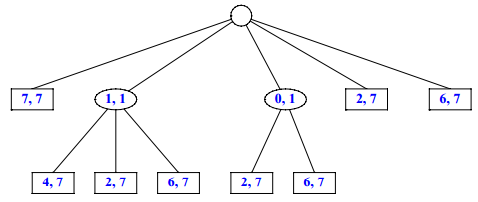 7, 7 1, 1 0, 1 2, 7 6, 7
4, 7 2, 7 6, 7 2, 7 6, 7